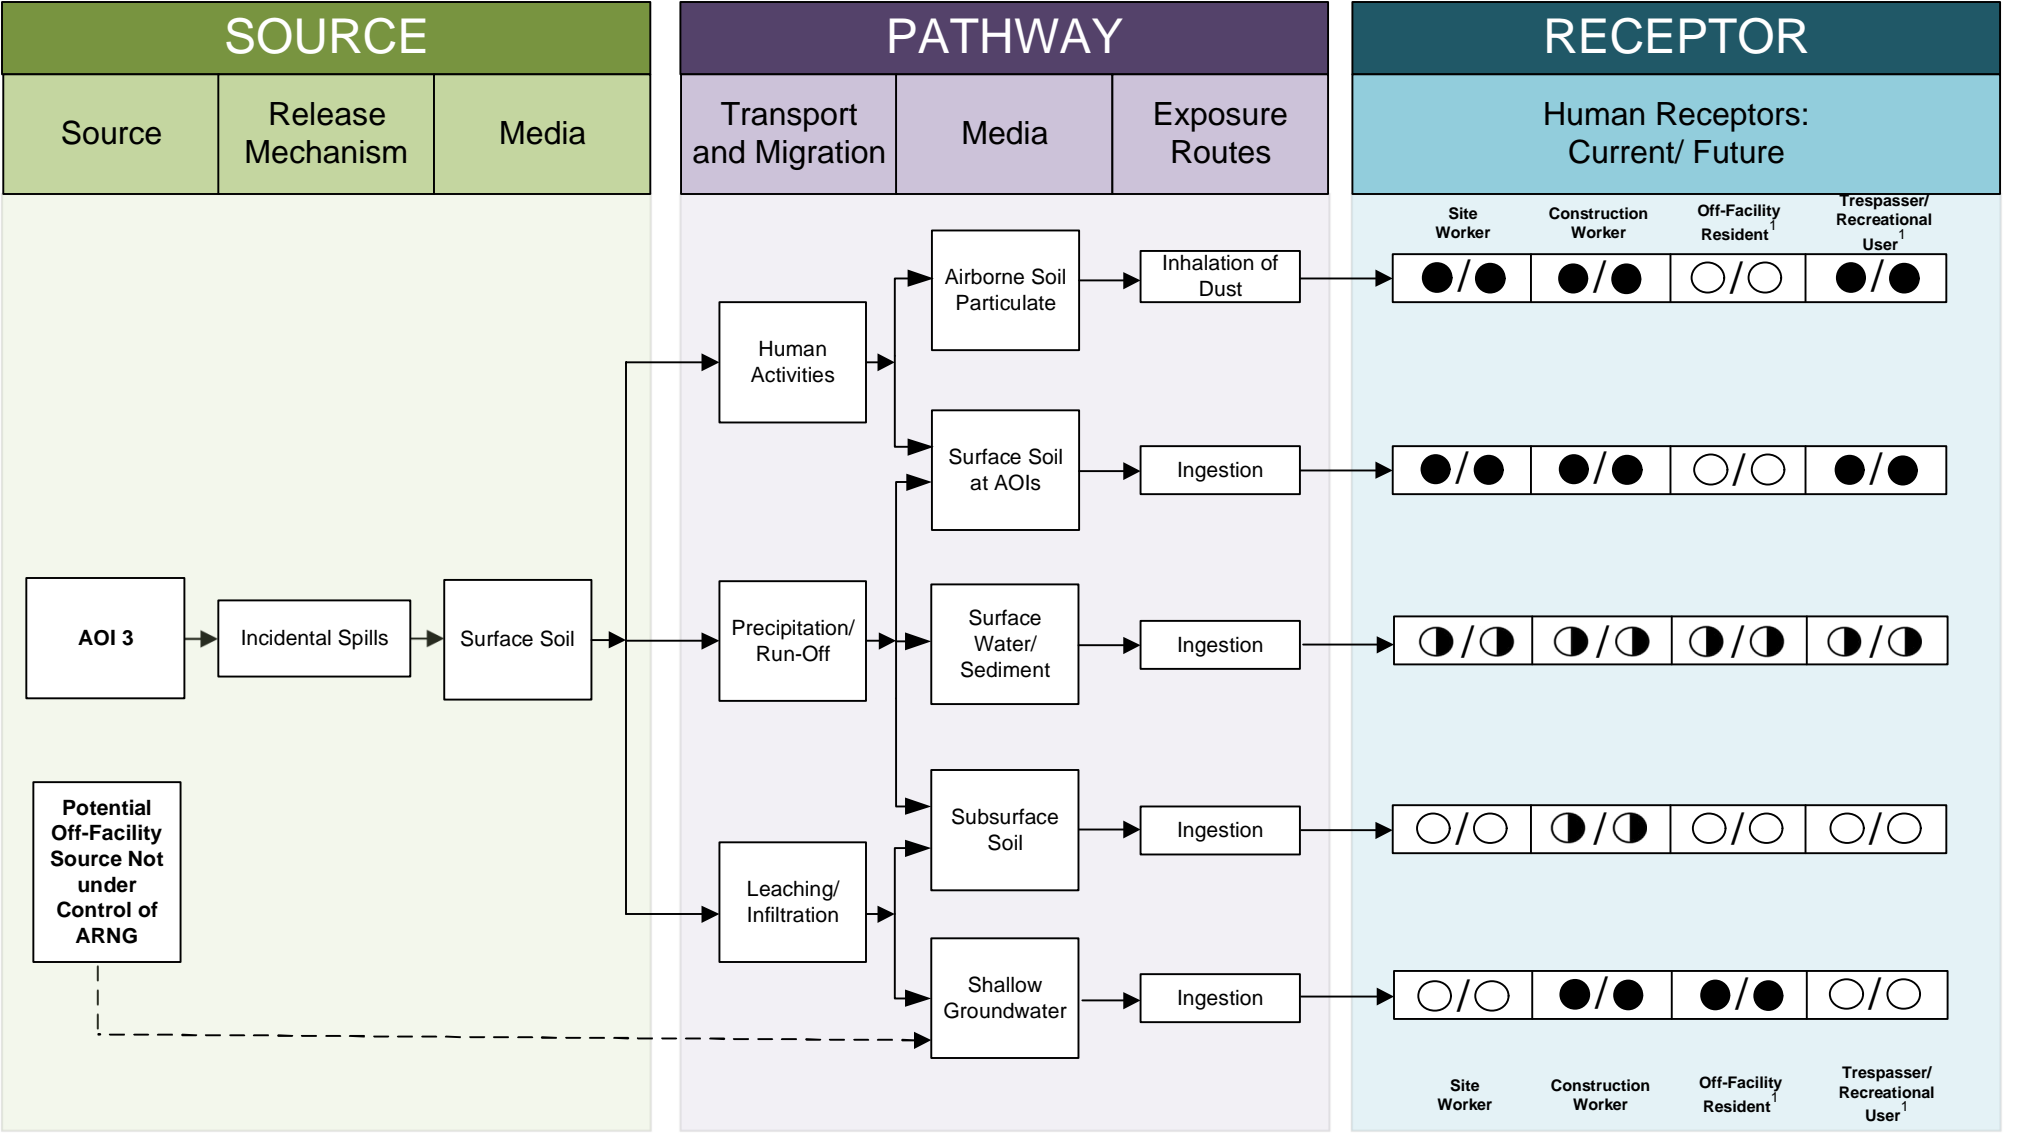 SOURCE
PATHWAY
RECEPTOR
Source
Release
Mechanism
Media
Transport
and Migration
Media
Exposure
Routes
Human Receptors:
Current/ Future
Site
Worker
Construction
Worker
Off-Facility
Resident1
Trespasser/
Recreational
User1
Airborne Soil
Particulate
Inhalation of
Dust
/
/
/
/
Human
Activities
Surface Soil
at AOIs
Ingestion
/
/
/
/
AOI 3
Incidental Spills
Surface Soil
Precipitation/
Run-Off
Surface
Water/
Sediment
Ingestion
/
/
/
/
Potential
Off-Facility
Source Not
under
Control of
ARNG
Subsurface
Soil
Ingestion
/
/
/
/
Leaching/
Infiltration
Shallow
Groundwater
Ingestion
/
/
/
/
Site
Worker
Construction
Worker
Off-Facility
Resident1
Trespasser/
Recreational
User1